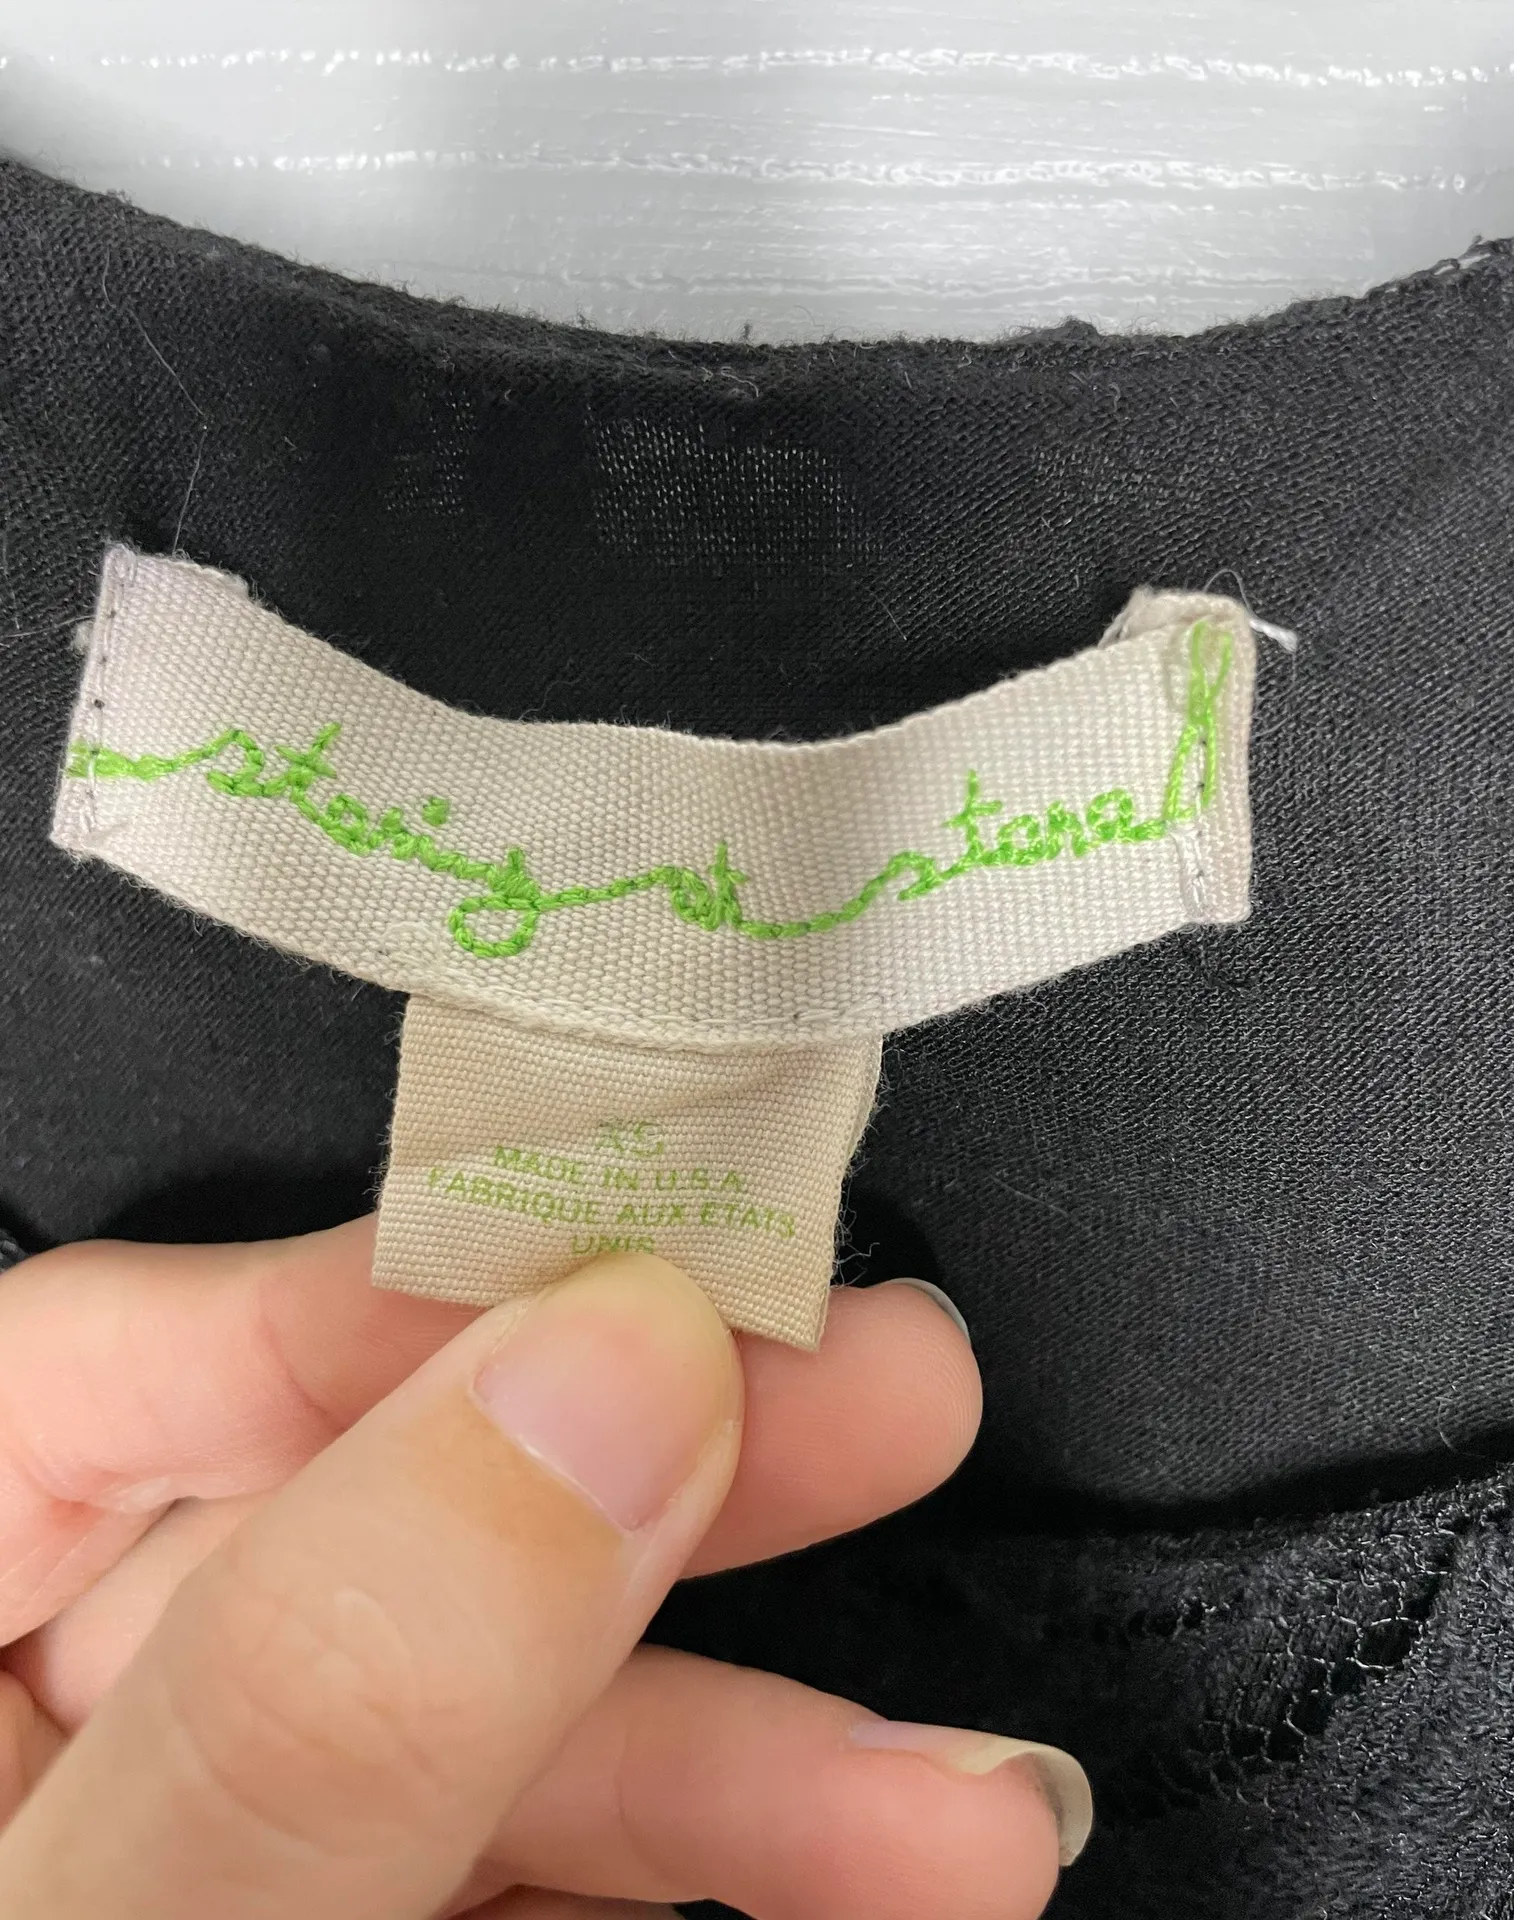 staring at stars
XS
MADE IN U.S.A
FABRIQUE AUX ETATS
UNIS